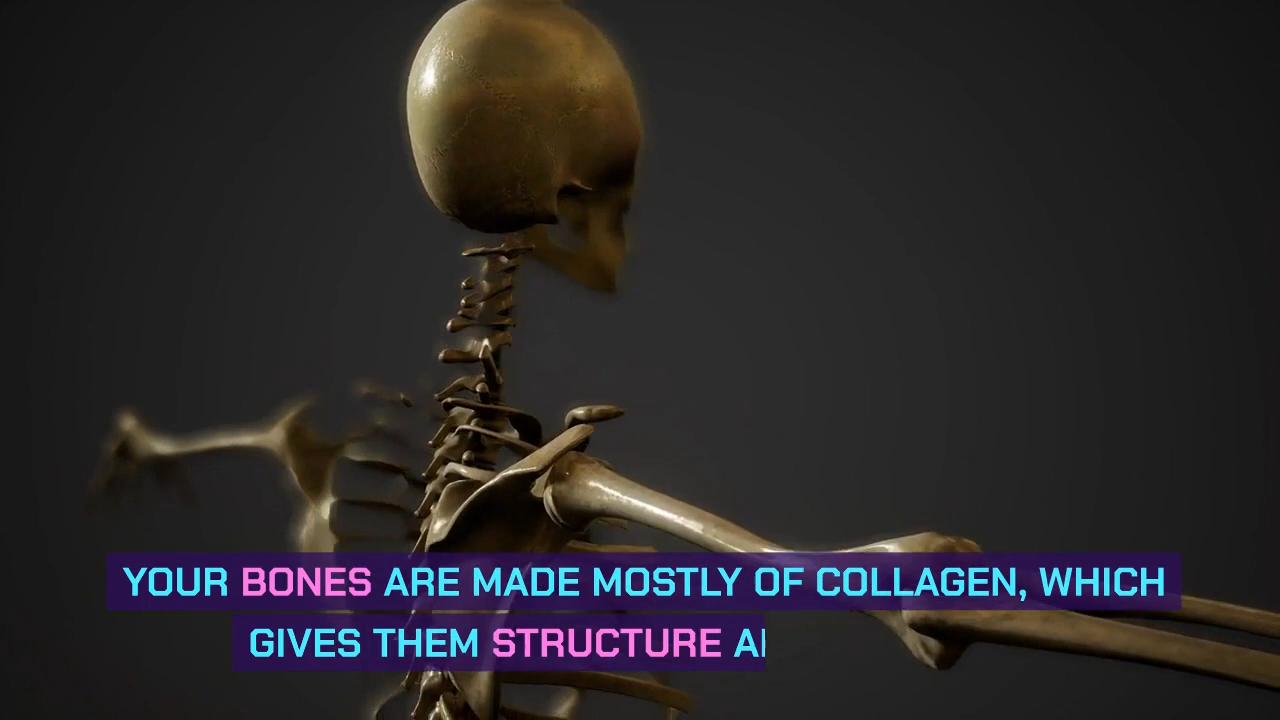 YOUR BONES ARE MADE MOSTLY OF COLLAGEN, WHICH
GIVES THEM STRUCTURE